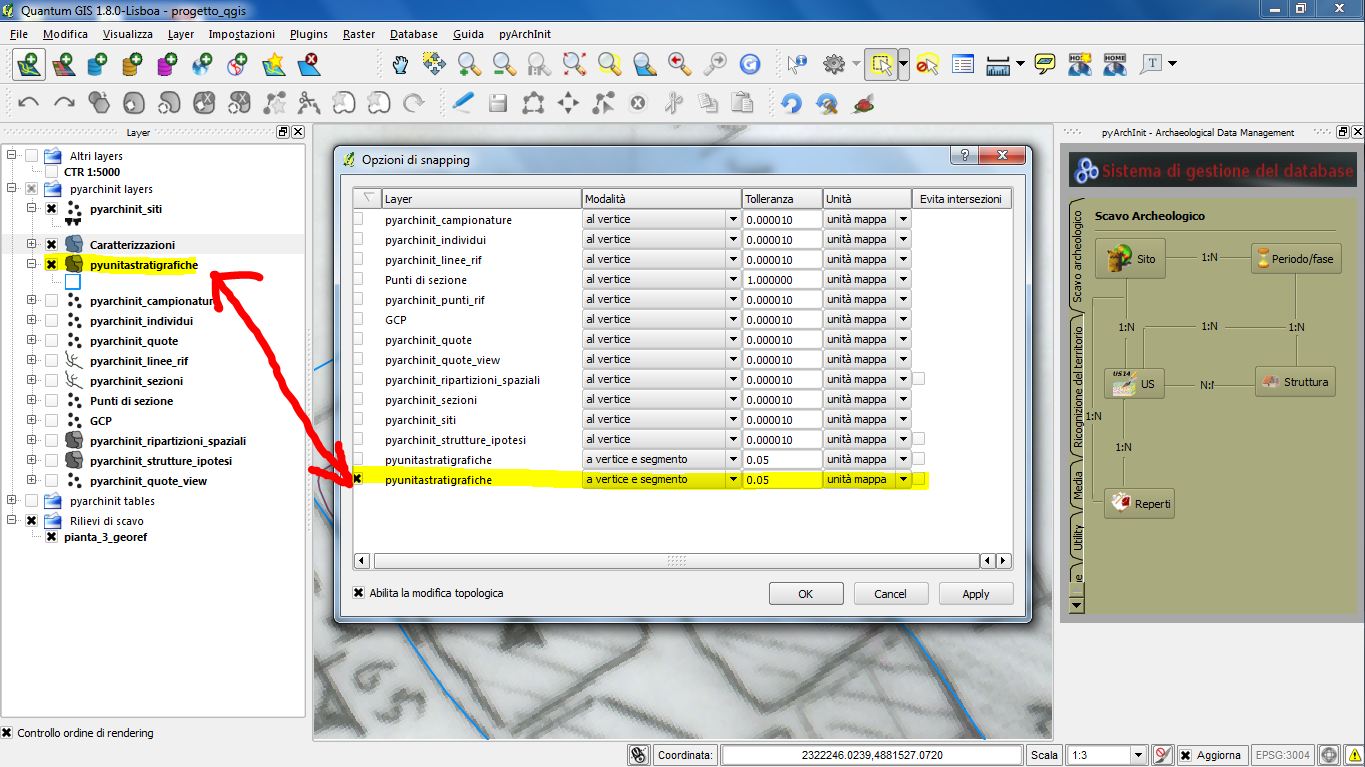 Quantum GIS 1.8.0-Lisboa - progetto_qgis
File Modifica Visualizza Layer Impostazioni Plugins Raster Database Guida pyArchInit
Layer
Altri layers
CTR 1:5000
pyarchinit layers
pyarchinit_siti
Caratterizzazioni
pyunitastratigrafiche
pyarchinit_campionature
pyarchinit_individui
pyarchinit_quote
pyarchinit_linee_rif
pyarchinit_sezioni
Punti di sezione
GCP
pyarchinit_ripartizioni_spaziali
pyarchinit_strutture_ipotesi
pyarchinit_quote_view
pyarchinit tables
Rilievi di scavo
pianta_3_georef
Controllo ordine di rendering
Opzioni di snapping
Layer Modalità Tolleranza Unità Evita intersezioni
pyarchinit_campionature al vertice 0.000010 unità mappa
pyarchinit_individui al vertice 0.000010 unità mappa
pyarchinit_linee_rif al vertice 0.000010 unità mappa
Punti di sezione al vertice 1.000000 unità mappa
pyarchinit_punti_rif al vertice 0.000010 unità mappa
GCP al vertice 0.000010 unità mappa
pyarchinit_quote al vertice 0.000010 unità mappa
pyarchinit_quote_view al vertice 0.000010 unità mappa
pyarchinit_ripartizioni_spaziali al vertice 0.000010 unità mappa
pyarchinit_sezioni al vertice 0.000010 unità mappa
pyarchinit_siti al vertice 0.000010 unità mappa
pyarchinit_strutture_ipotesi al vertice 0.000010 unità mappa
pyunitastratigrafiche a vertice e segmento 0.05 unità mappa
pyunitastratigrafiche a vertice e segmento 0.05 unità mappa
Abilita la modifica topologica
OK Cancel Apply
pyArchInit - Archaeological Data Management
Sistema di gestione del database
Scavo archeologico
Ricognizione del territorio
Media
Utility
Scavo Archeologico
Sito 1:N Periodo/fase
1:N 1:N 1:N
US14
US N:N Struttura
1:N
1:N
Reperti
Coordinata: 2322246.0239,4881527.0720 Scala 1:3 Aggiorna EPSG:3004